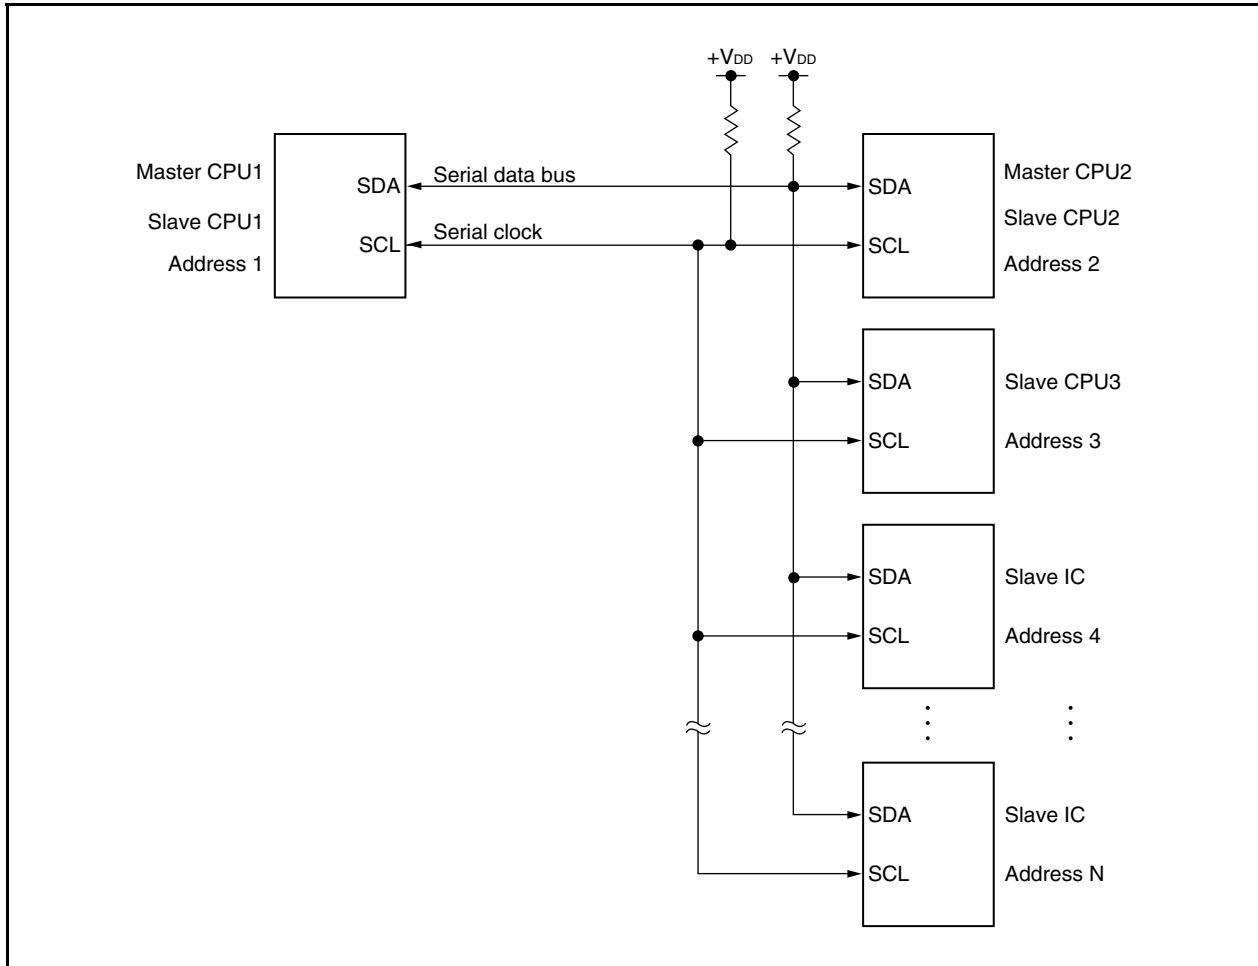 +VDD +VDD
Master CPU1
Slave CPU1
Address 1
SDA
SCL
Serial data bus
Serial clock
SDA
SCL
Master CPU2
Slave CPU2
Address 2
SDA
SCL
Slave CPU3
Address 3
SDA
SCL
Slave IC
Address 4
SDA
SCL
Slave IC
Address N